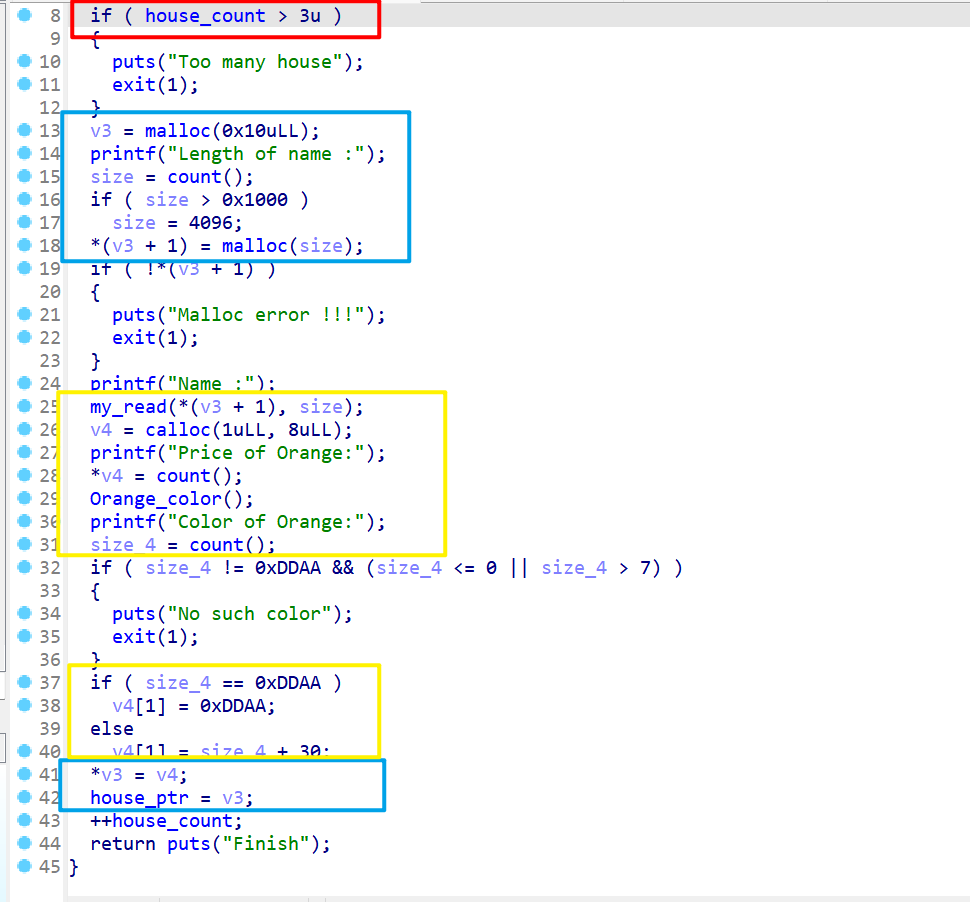 8 if ( house_count > 3u )
9 {
10 puts("Too many house");
11 exit(1);
12 }
13 v3 = malloc(0x10uLL);
14 printf("Length of name :");
15 size = count();
16 if ( size > 0x1000 )
17 size = 4096;
18 *(v3 + 1) = malloc(size);
19 if ( !*(v3 + 1) )
20 {
21 puts("Malloc error !!!");
22 exit(1);
23 }
24 printf("Name :");
25 my_read(*(v3 + 1), size);
26 v4 = calloc(1uLL, 8uLL);
27 printf("Price of Orange:");
28 *v4 = count();
29 Orange_color();
30 printf("Color of Orange:");
31 size_4 = count();
32 if ( size_4 != 0xDDAA && (size_4 <= 0 || size_4 > 7) )
33 {
34 puts("No such color");
35 exit(1);
36 }
37 if ( size_4 == 0xDDAA )
38 v4[1] = 0xDDAA;
39 else
40 v4[1] = size_4 + 30;
41 *v3 = v4;
42 house_ptr = v3;
43 ++house_count;
44 return puts("Finish");
45 }